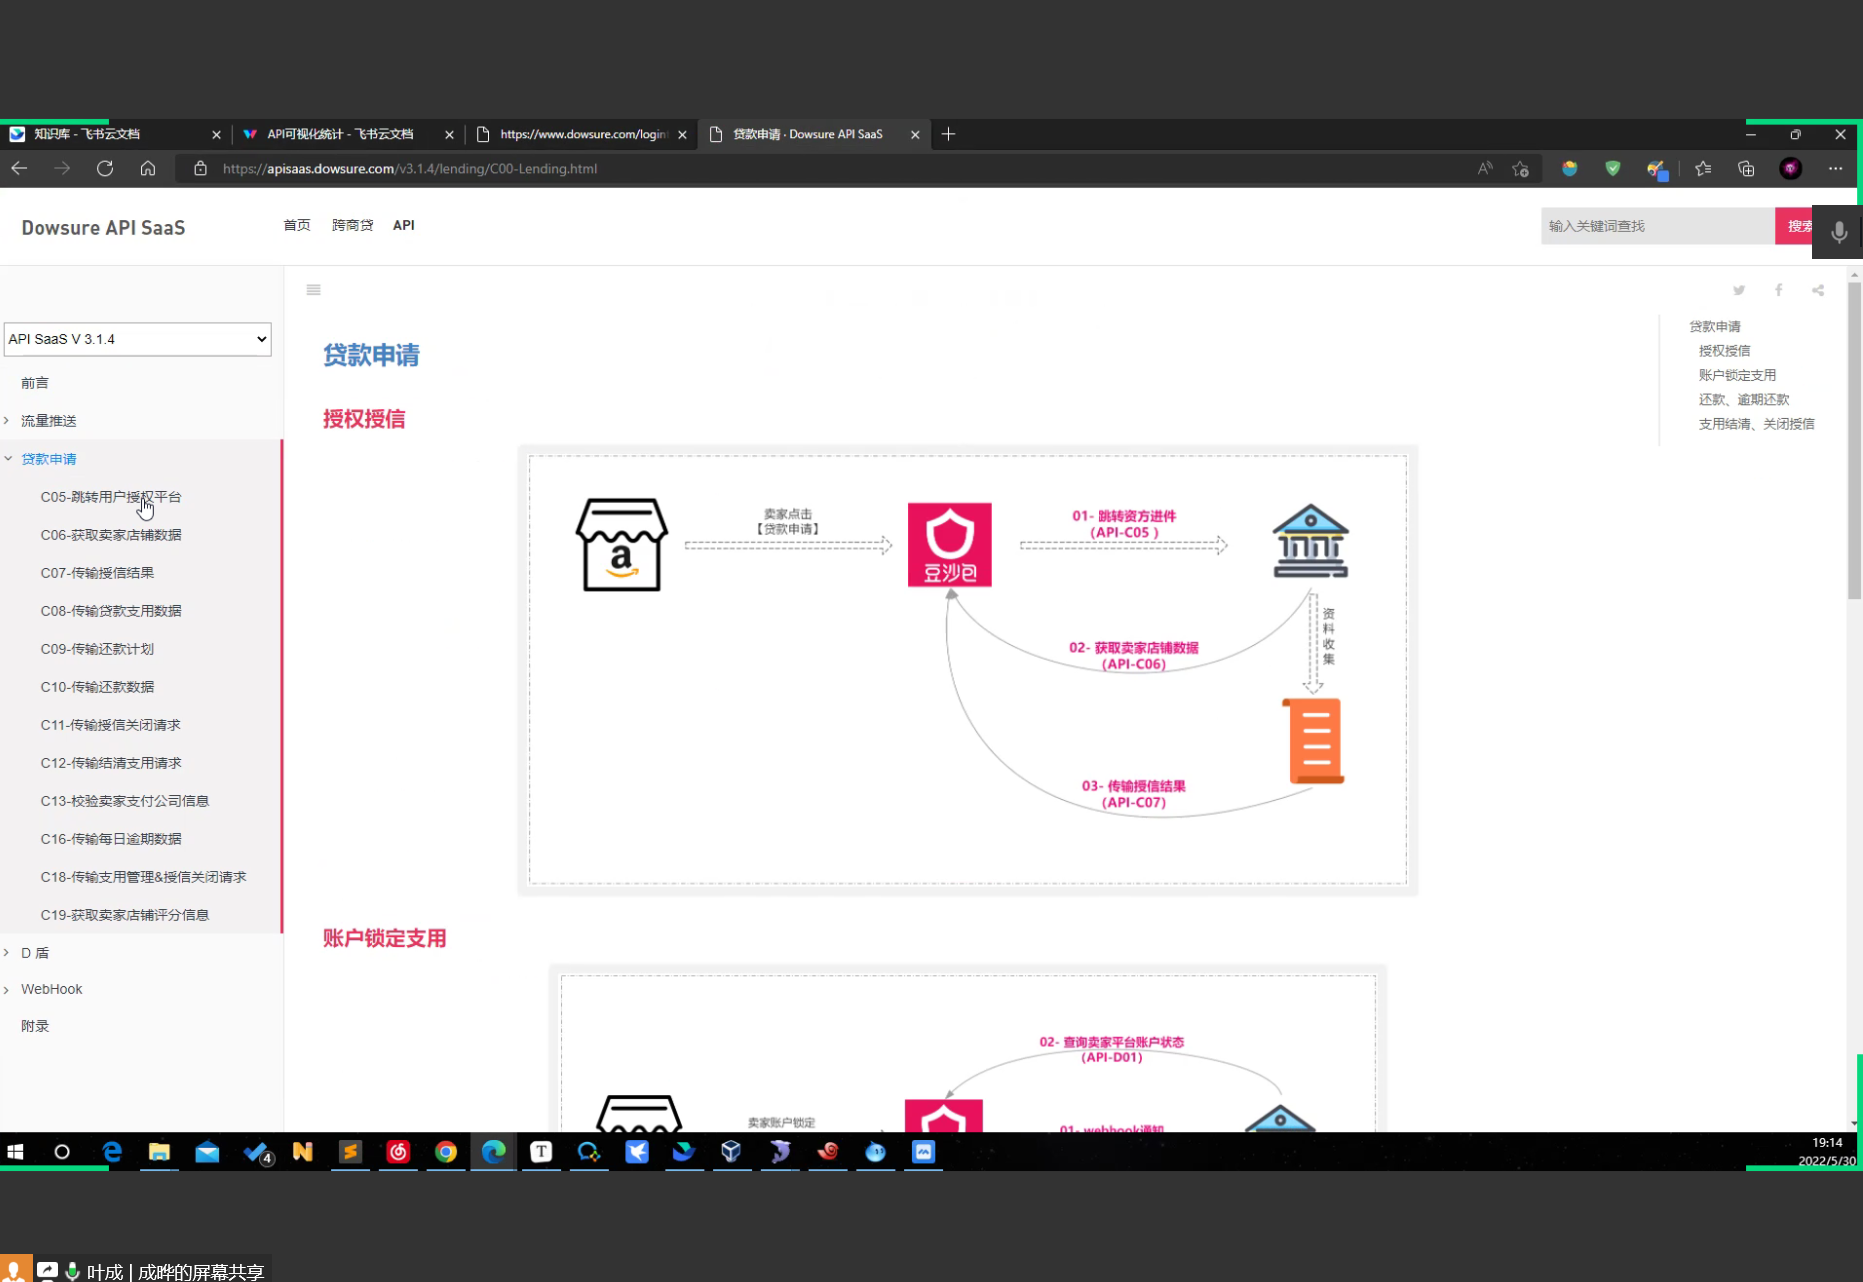 知识库 - 飞书云文档
API可视化统计 - 飞书云文档
https://www.dowsure.com/login
贷款申请 · Dowsure API SaaS
https://apisaas.dowsure.com/v3.1.4/lending/C00-Lending.html
Dowsure API SaaS
首页
跨商贷
API
输入关键词查找
搜索
API SaaS V 3.1.4
前言
流量推送
贷款申请
C05-跳转用户授权平台
C06-获取卖家店铺数据
C07-传输授信结果
C08-传输贷款支用数据
C09-传输还款计划
C10-传输还款数据
C11-传输授信关闭请求
C12-传输结清支用请求
C13-校验卖家支付公司信息
C16-传输每日逾期数据
C18-传输支用管理&授信关闭请求
C19-获取卖家店铺评分信息
D 盾
WebHook
附录
贷款申请
授权授信
卖家点击
【贷款申请】
豆沙包
01- 跳转资方进件
（API-C05 ）
资
料
收
集
02- 获取卖家店铺数据
（API-C06）
03- 传输授信结果
（API-C07）
账户锁定支用
02- 查询卖家平台账户状态
（API-D01）
卖家账户锁定
01- webhook通知
贷款申请
授权授信
账户锁定支用
还款、逾期还款
支用结清、关闭授信
4
19:14
2022/5/30
叶成 | 成晔的屏幕共享